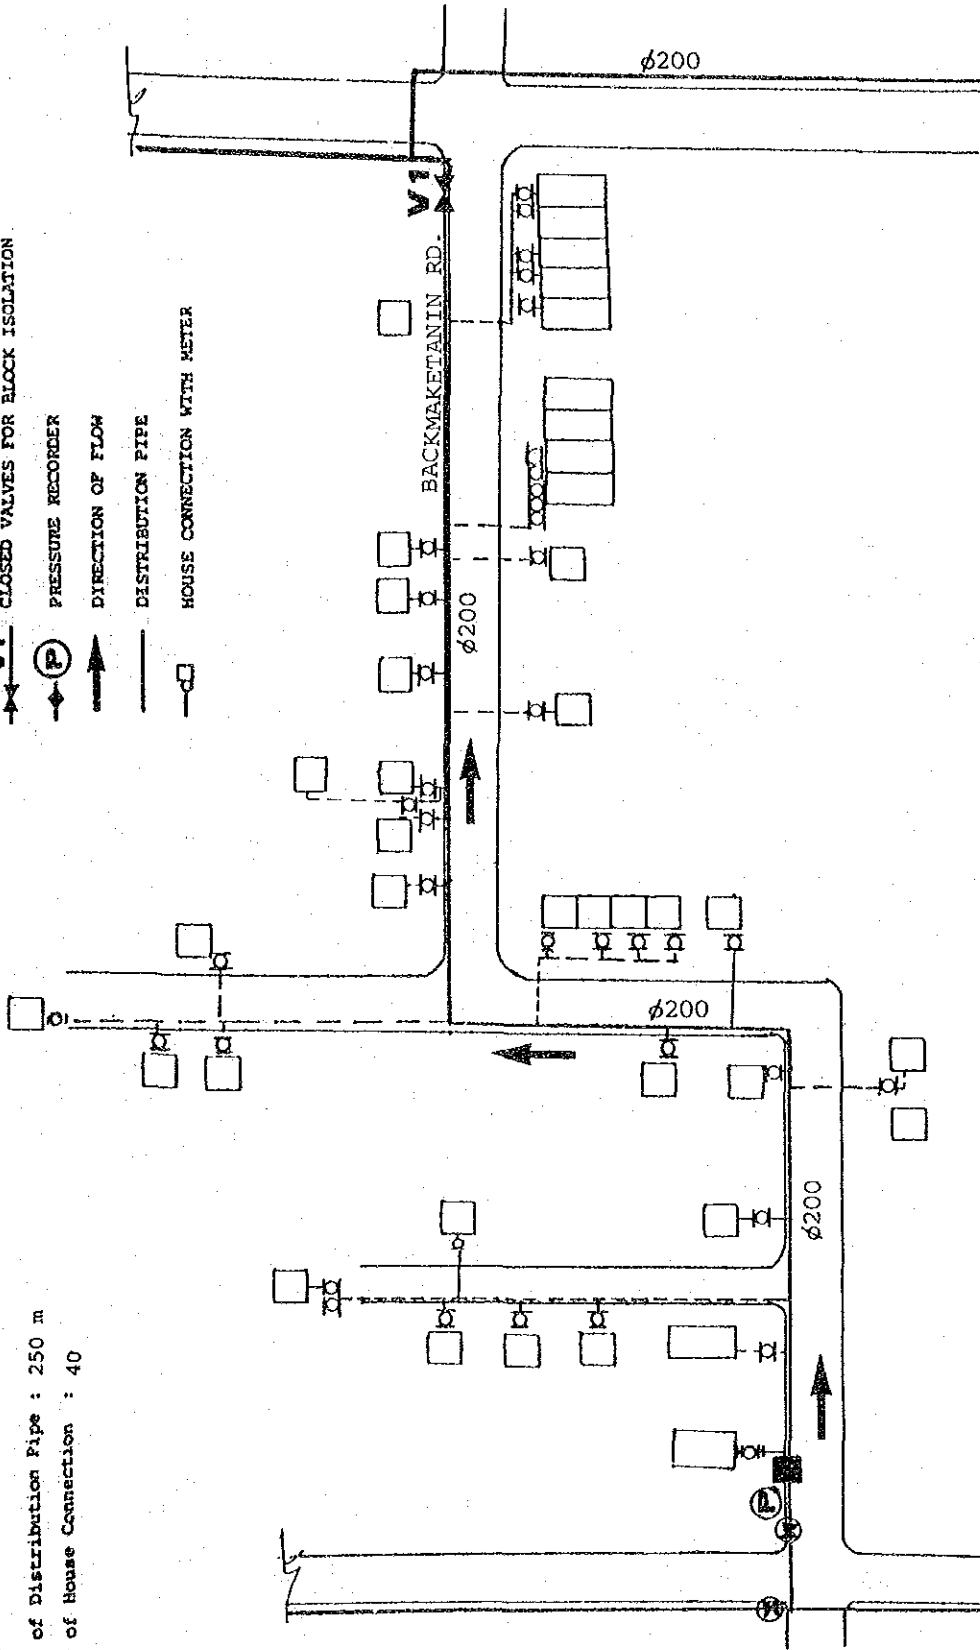 CLOSED VALVES FOR BLOCK ISOLATION
P PRESSURE RECORDER
DIRECTION OF FLOW
DISTRIBUTION PIPE
HOUSE CONNECTION WITH METER
of Distribution Pipe : 250 m
of House Connection : 40
V1
BACKMAKETANIN RD.
ϕ200
ϕ200
ϕ200
ϕ200
P